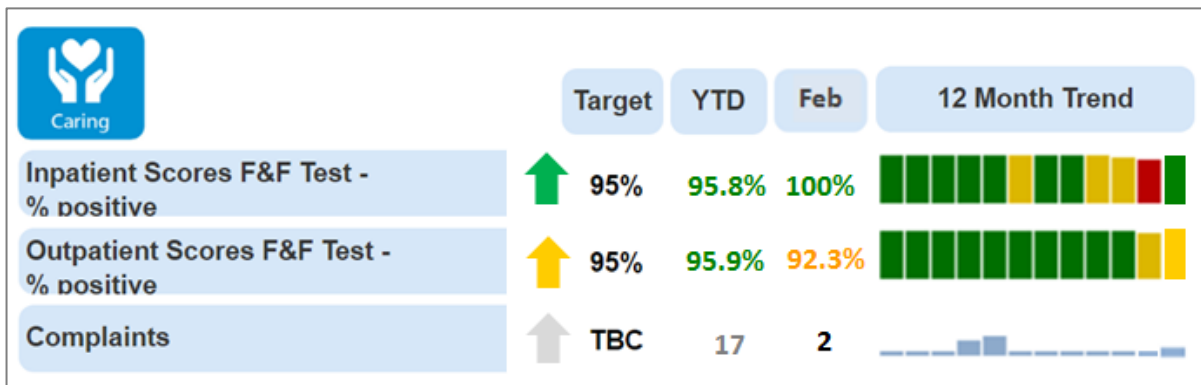 Caring
Target YTD Feb 12 Month Trend
Inpatient Scores F&F Test -
% positive
95% 95.8% 100%
Outpatient Scores F&F Test -
% positive
95% 95.9% 92.3%
Complaints TBC 17 2